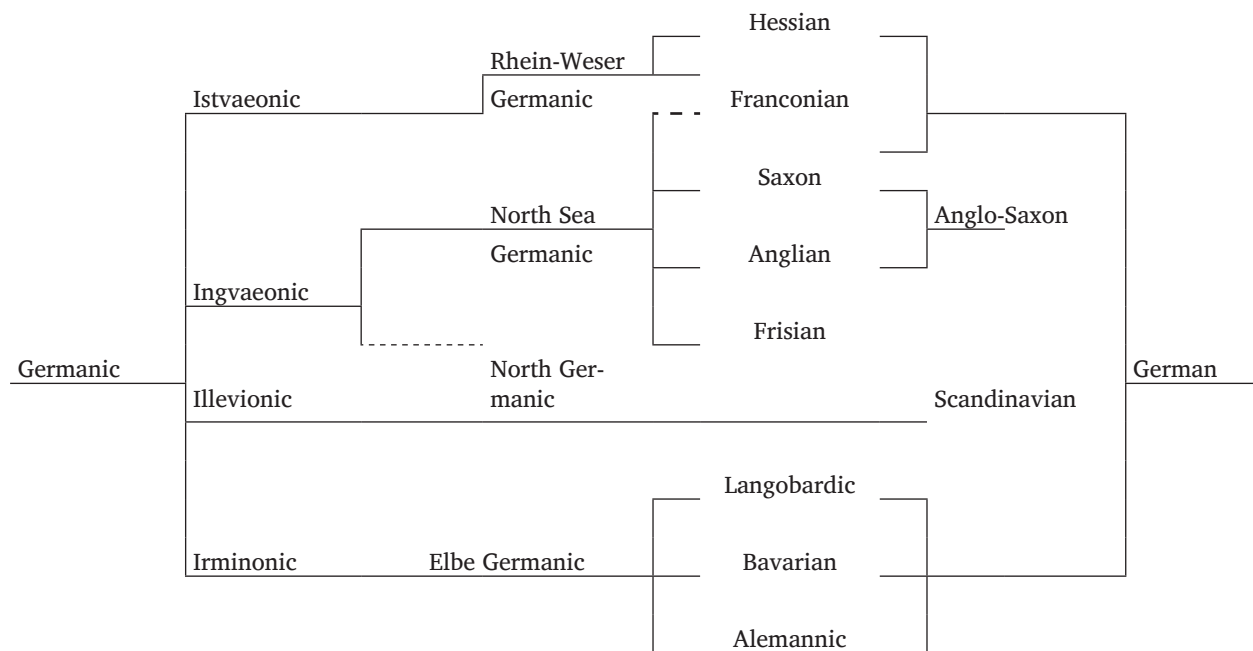 Hessian
Rhein-Weser
Istvaeonic Germanic Franconian
Saxon
North Sea Anglo-Saxon
Germanic Anglian
Ingvaeonic
Frisian
Germanic North Ger- German
Illevionic manic Scandinavian
Langobardic
Irminonic Elbe Germanic Bavarian
Alemannic